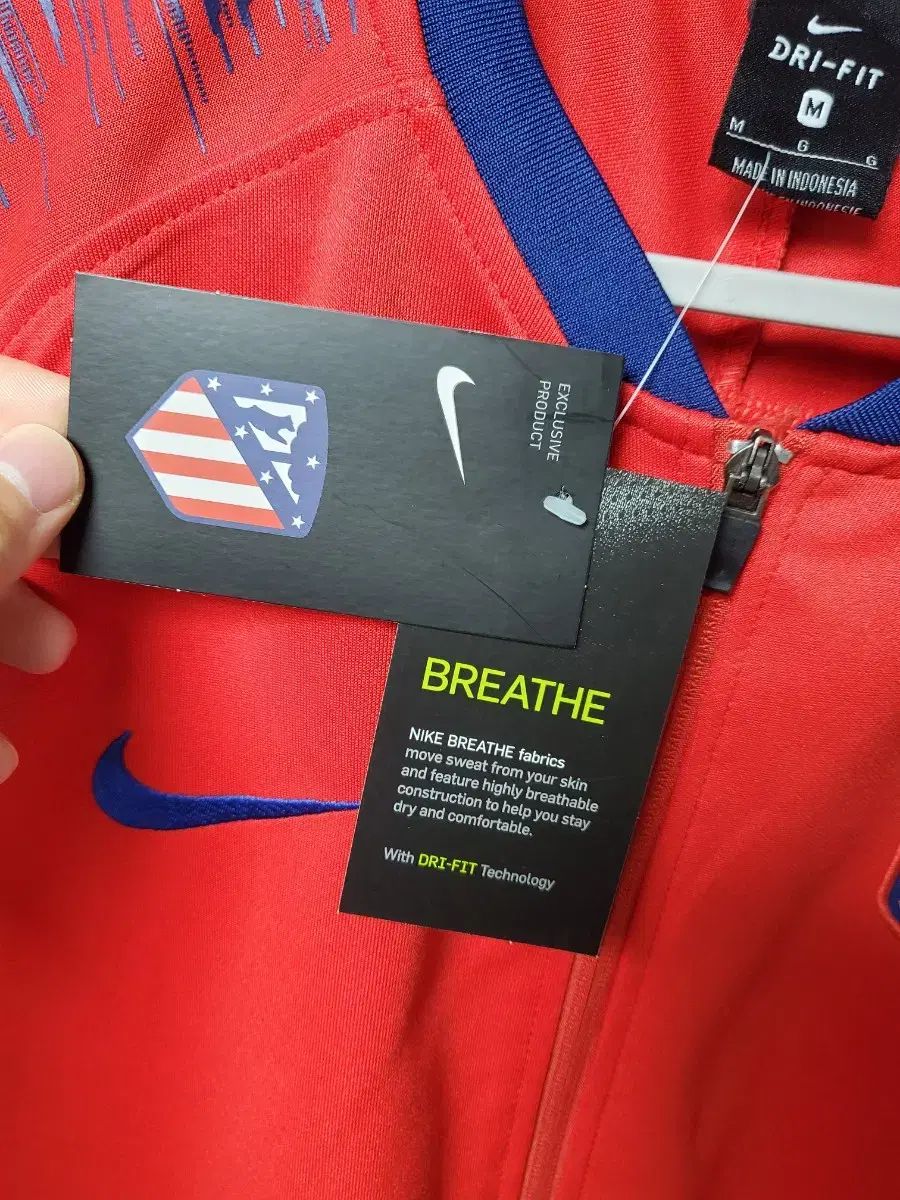 DRI-FIT
M
M G G
MADE IN INDONESIA
EXCLUSIVE
PRODUCT
BREATHE
NIKE BREATHE fabrics
move sweat from your skin
and feature highly breathable
construction to help you stay
dry and comfortable.
With DRI-FIT Technology